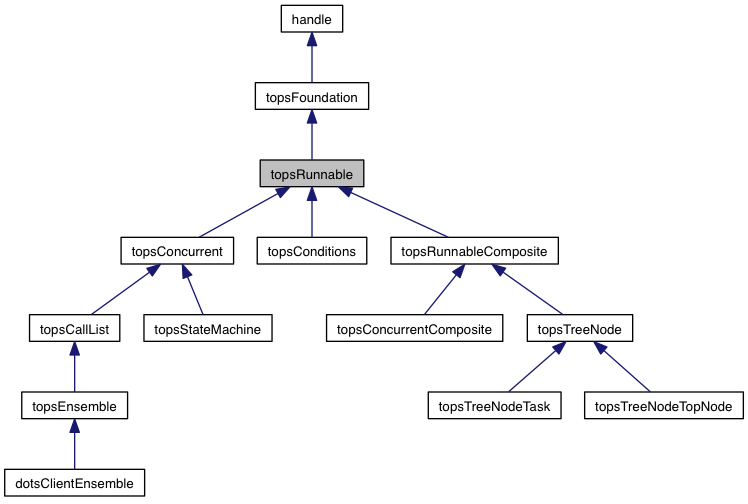 handle
topsFoundation
topsRunnable
topsConcurrent
topsConditions
topsRunnableComposite
topsCallList
topsStateMachine
topsConcurrentComposite
topsTreeNode
topsEnsemble
topsTreeNodeTask
topsTreeNodeTopNode
dotsClientEnsemble